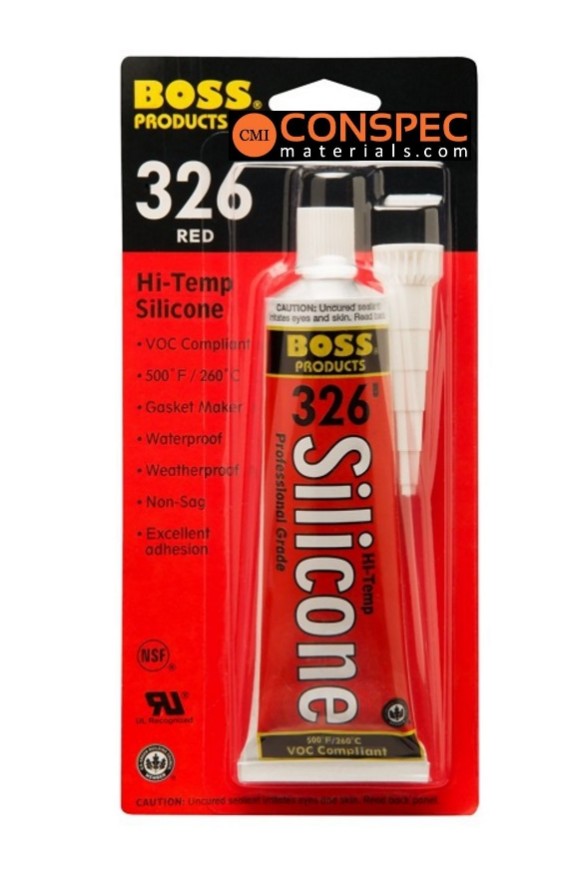 BOSS®
PRODUCTS
CMI CONSPEC
materials.com
326
RED
Hi-Temp
Silicone
• VOC Compliant
• 500°F / 260°C
• Gasket Maker
• Waterproof
• Weatherproof
• Non-Sag
• Excellent
adhesion
NSF®
UL Recognized
MEMBER
CAUTION: Uncured sealant irritates eyes and skin. Read back panel.
CAUTION: Uncured sealant
irritates eyes and skin. Read back
BOSS
PRODUCTS
326
Silicone
Professional Grade
Hi-Temp
500°F/260°C
VOC Compliant